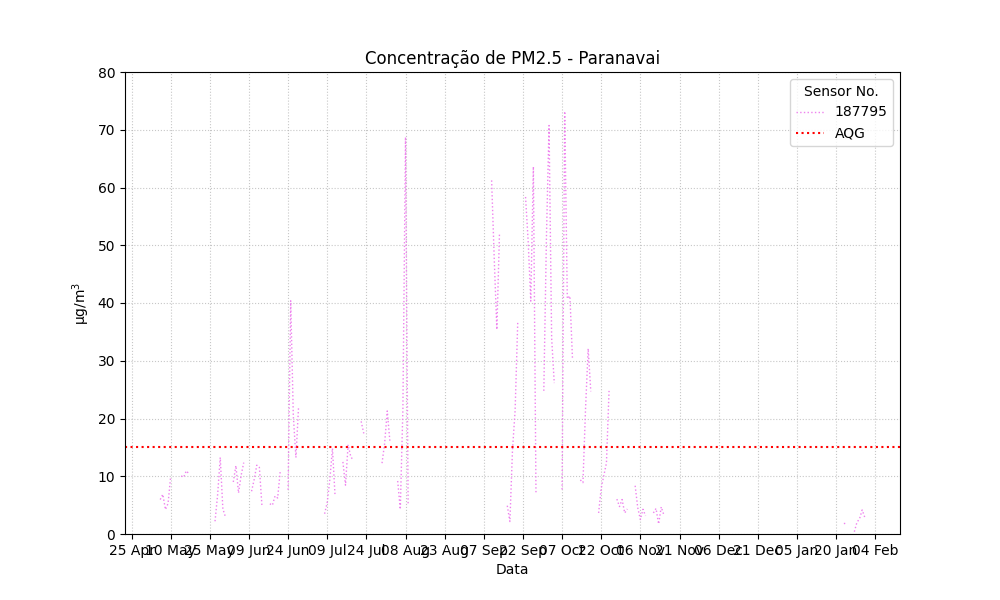 Concentração de PM2.5 - Paranavai
Sensor No.
187795
AQG
µg/m³
80
70
60
50
40
30
20
10
0
25 Apr 10 May 25 May 09 Jun 24 Jun 09 Jul 24 Jul 08 Aug 23 Aug 07 Sep 22 Sep 07 Oct 22 Oct 06 Nov 21 Nov 06 Dec 21 Dec 05 Jan 20 Jan 04 Feb
Data